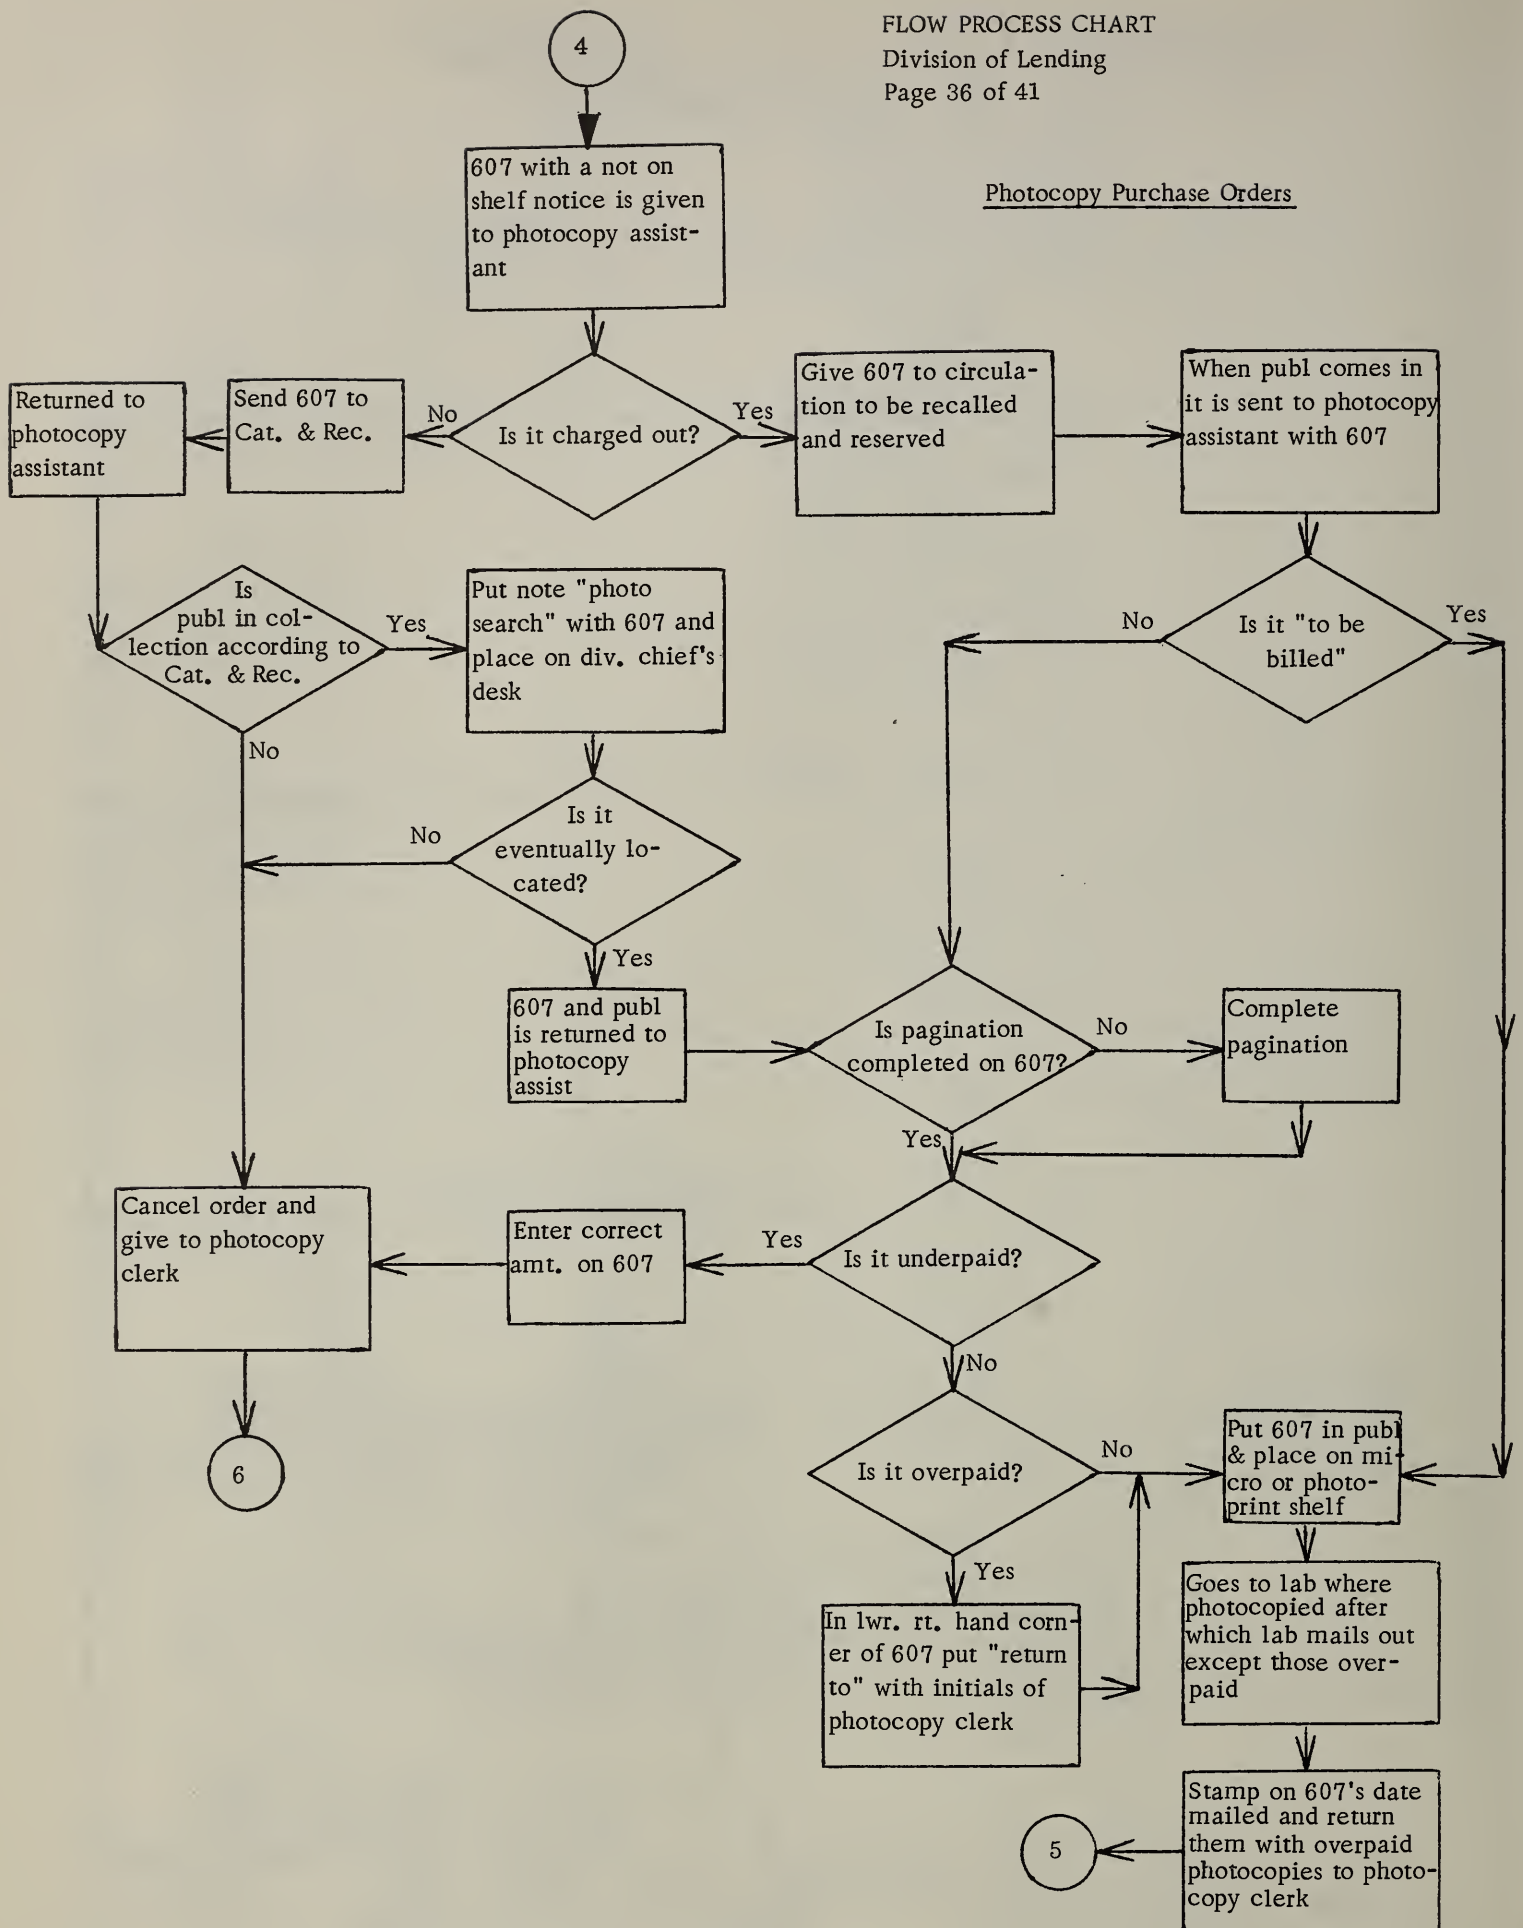 4
FLOW PROCESS CHART
Division of Lending
Page 36 of 41
Photocopy Purchase Orders
607 with a not on
shelf notice is given
to photocopy assist-
ant
Is it charged out?
No
Yes
Send 607 to
Cat. & Rec.
Returned to
photocopy
assistant
Give 607 to circula-
tion to be recalled
and reserved
When publ comes in
it is sent to photocopy
assistant with 607
Is
publ in col-
lection according to
Cat. & Rec.
Yes
No
Put note "photo
search" with 607 and
place on div. chief's
desk
Is it "to be
billed"
No
Yes
Is it
eventually lo-
cated?
No
Yes
607 and publ
is returned to
photocopy
assist
Is pagination
completed on 607?
No
Yes
Complete
pagination
Cancel order and
give to photocopy
clerk
Enter correct
amt. on 607
Yes
Is it underpaid?
No
6
Is it overpaid?
No
Yes
Put 607 in publ
& place on mi-
cro or photo-
print shelf
In lwr. rt. hand corn-
er of 607 put "return
to" with initials of
photocopy clerk
Goes to lab where
photocopied after
which lab mails out
except those over-
paid
Stamp on 607's date
mailed and return
them with overpaid
photocopies to photo-
copy clerk
5